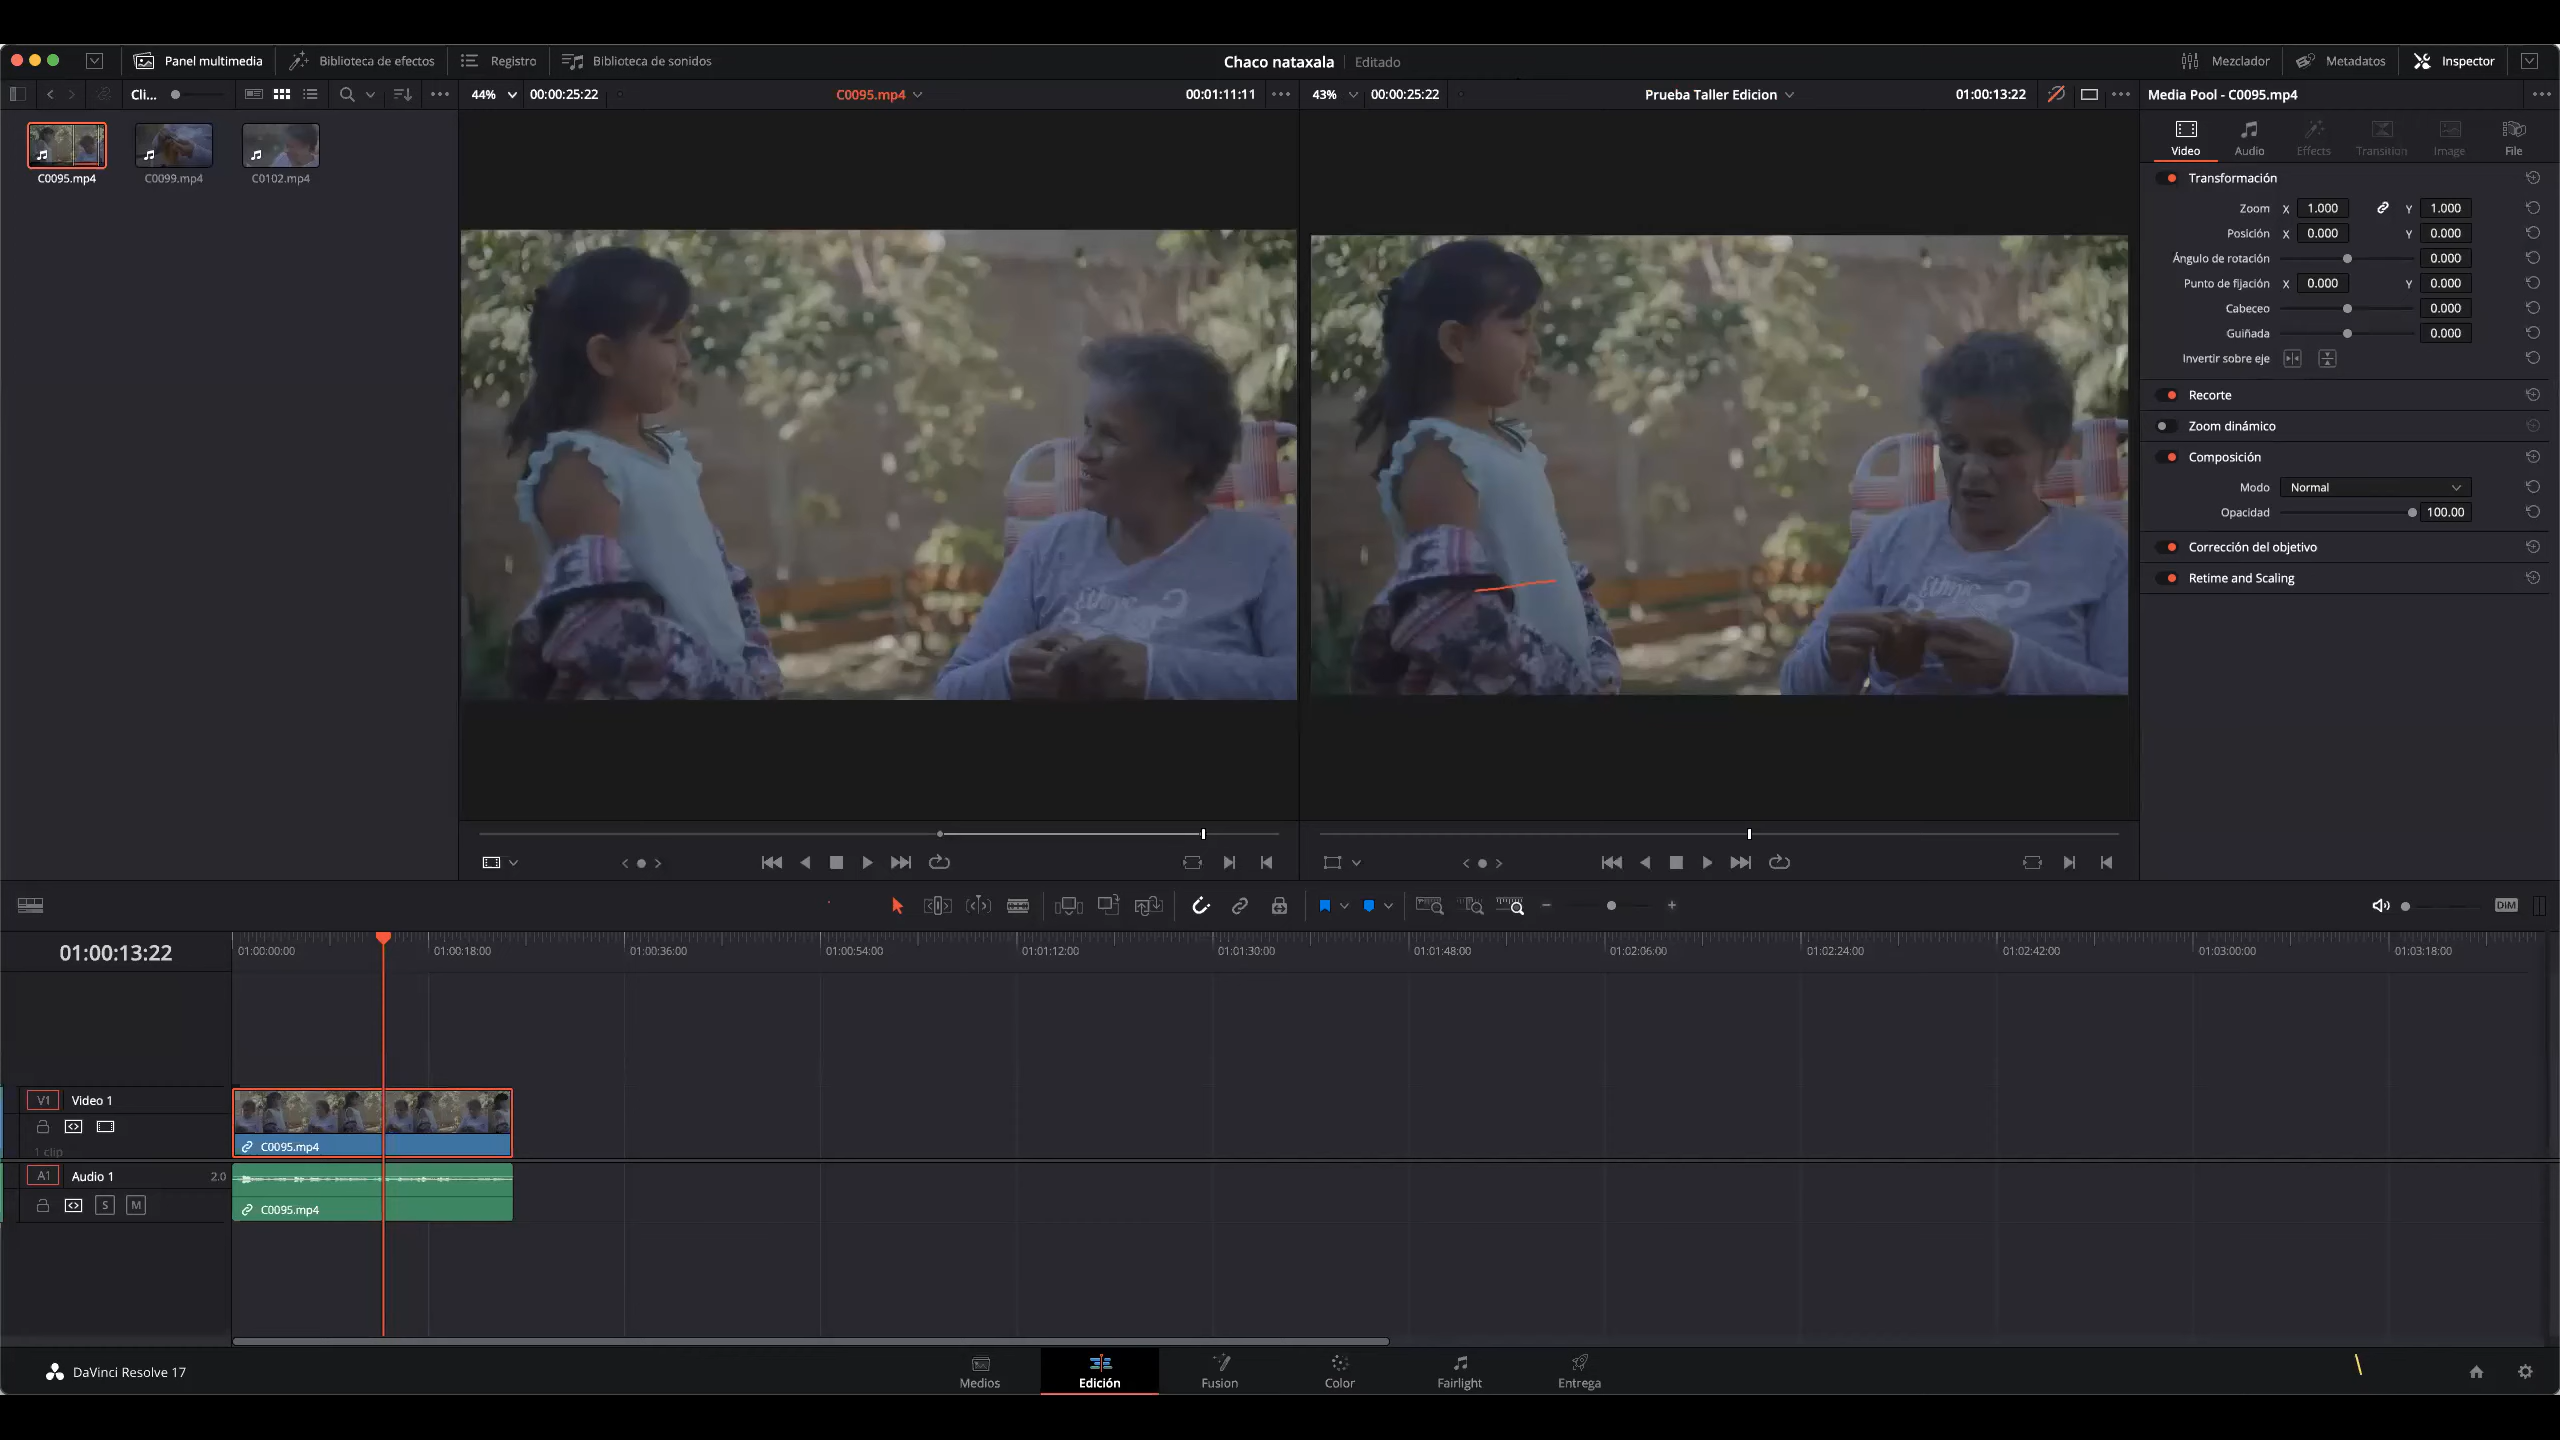 Panel multimedia
Biblioteca de efectos
Registro
Biblioteca de sonidos
Chaco nataxala
Editado
Mezclador
Metadatos
Inspector
Cli...
44%
00:00:25:22
C0095.mp4
00:01:11:11
43%
00:00:25:22
Prueba Taller Edicion
01:00:13:22
Media Pool - C0095.mp4
C0095.mp4
C0099.mp4
C0102.mp4
Video
Audio
Effects
Transition
Image
File
Transformación
Zoom X 1.000 Y 1.000
Posición X 0.000 Y 0.000
Ángulo de rotación 0.000
Punto de fijación X 0.000 Y 0.000
Cabeceo 0.000
Guiñada 0.000
Invertir sobre eje
Recorte
Zoom dinámico
Composición
Modo Normal
Opacidad 100.00
Corrección del objetivo
Retime and Scaling
DIM
01:00:13:22
01:00:00:00
01:00:18:00
01:00:36:00
01:00:54:00
01:01:12:00
01:01:30:00
01:01:48:00
01:02:06:00
01:02:24:00
01:02:42:00
01:03:00:00
01:03:18:00
V1 Video 1
1 clip
C0095.mp4
A1 Audio 1 2.0
S M
C0095.mp4
DaVinci Resolve 17
Medios
Edición
Fusion
Color
Fairlight
Entrega